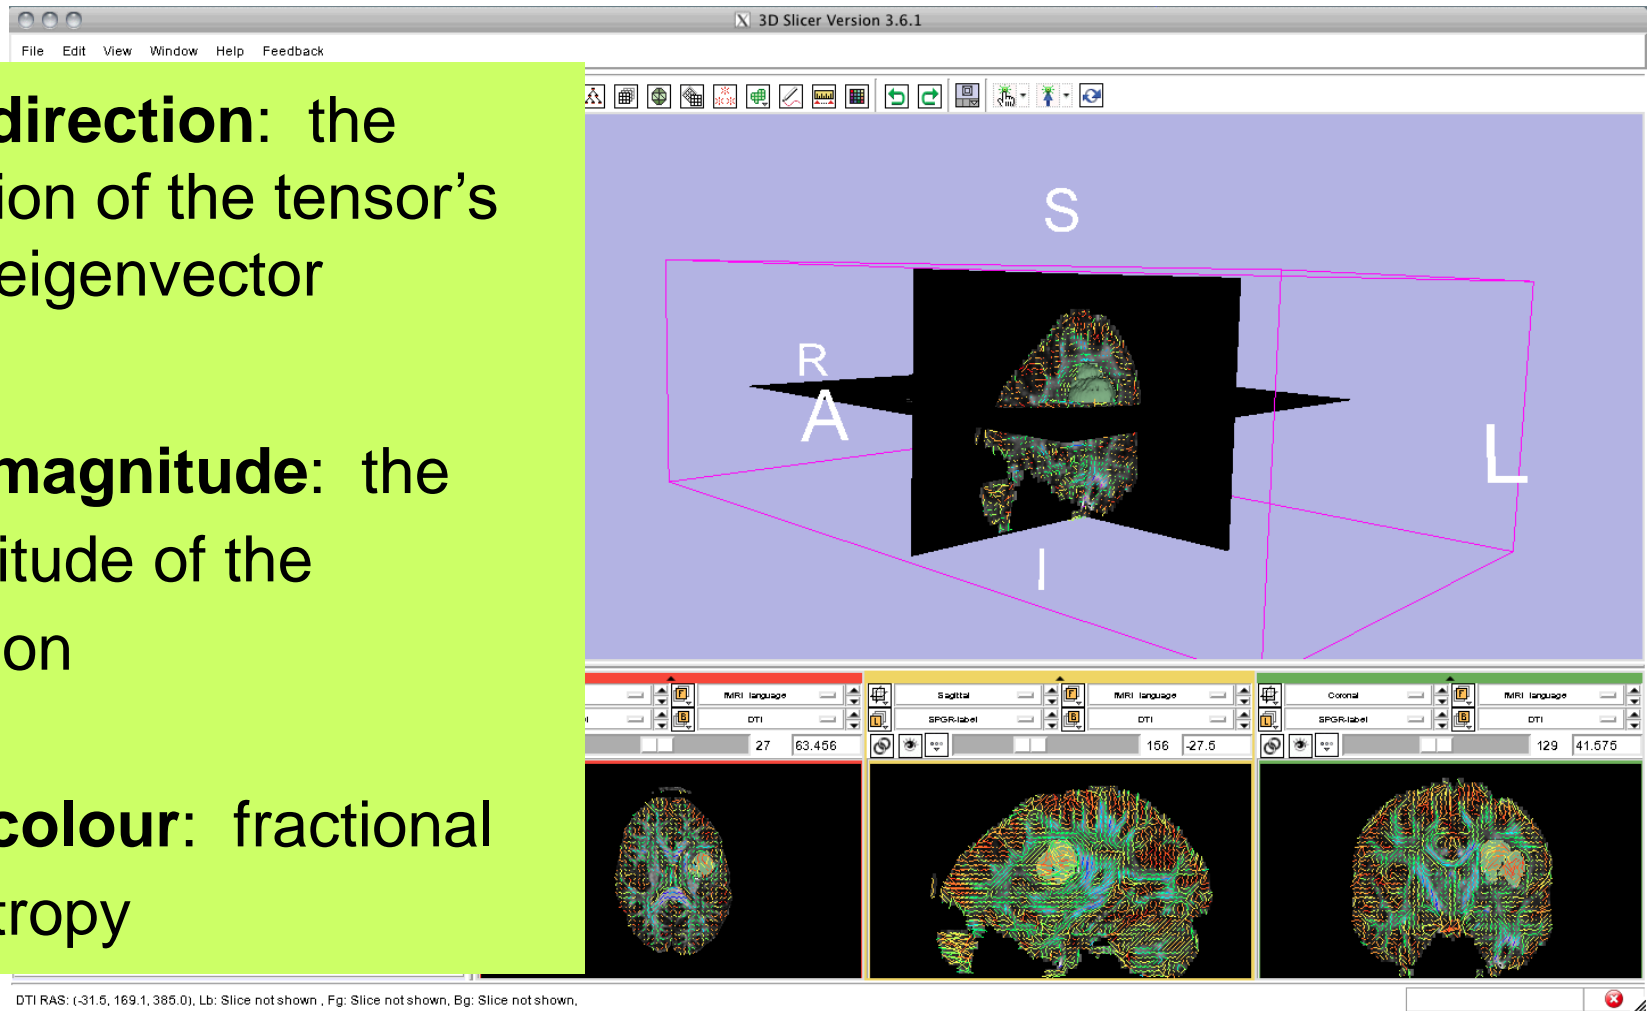 3D Slicer Version 3.6.1
File Edit View Window Help Feedback
direction: the
ion of the tensor's
eigenvector
magnitude: the
itude of the
on
colour: fractional
tropy
S
R
A
L
I
fMRI language
DTI
27 63.456
Sagittal fMRI language
SPGR-label DTI
156 -27.5
Coronal fMRI language
SPGR-label DTI
129 41.575
F
B
L
F
B
L
F
B
DTI RAS: (-31.5, 169.1, 385.0), Lb: Slice not shown , Fg: Slice not shown, Bg: Slice not shown,